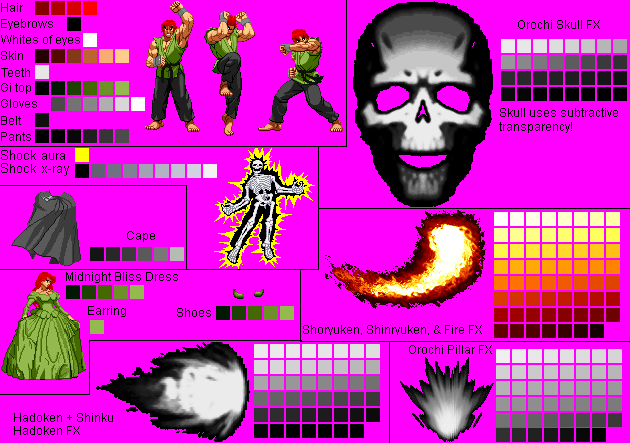 Hair
Eyebrows
Whites of eyes
Skin
Teeth
Gi top
Gloves
Belt
Pants
Orochi Skull FX
Skull uses subtractive
transparency!
Shock aura
Shock x-ray
Cape
Midnight Bliss Dress
Earring
Shoes
Shoryuken, Shinryuken, & Fire FX
Orochi Pillar FX
Hadoken + Shinku
Hadoken FX